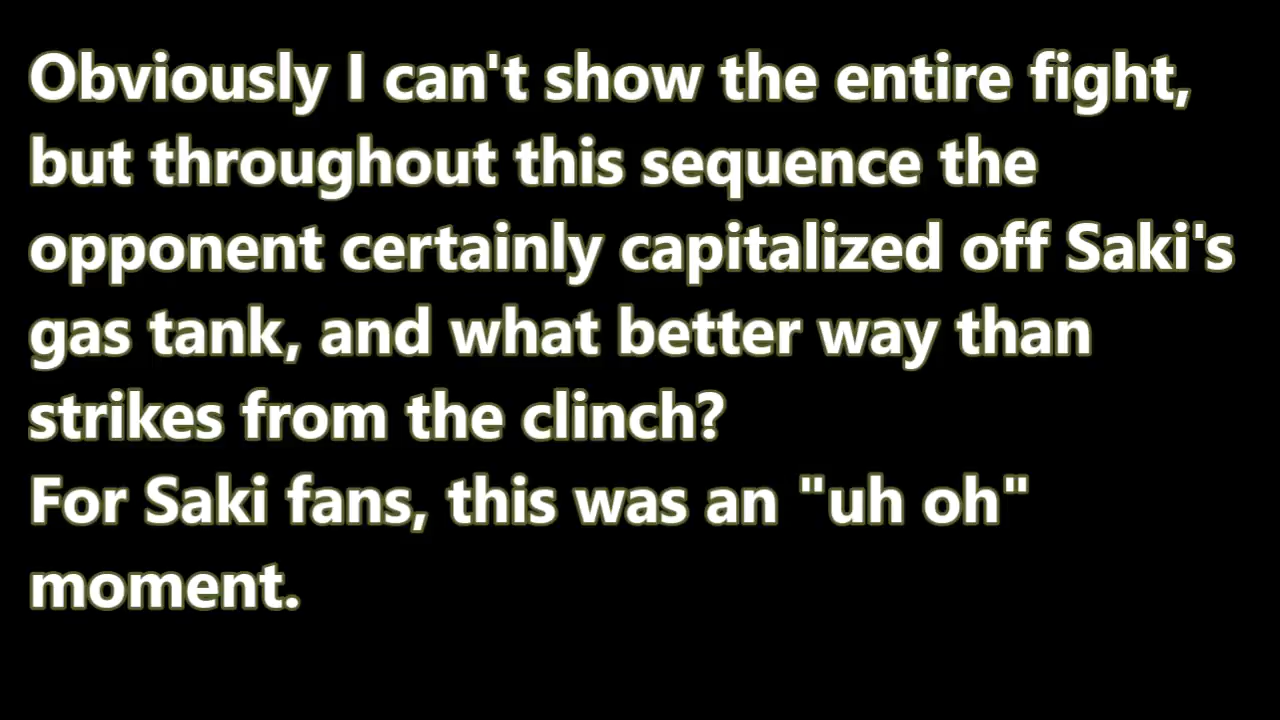 Obviously I can't show the entire fight,
but throughout this sequence the
opponent certainly capitalized off Saki's
gas tank, and what better way than
strikes from the clinch?
For Saki fans, this was an "uh oh"
moment.